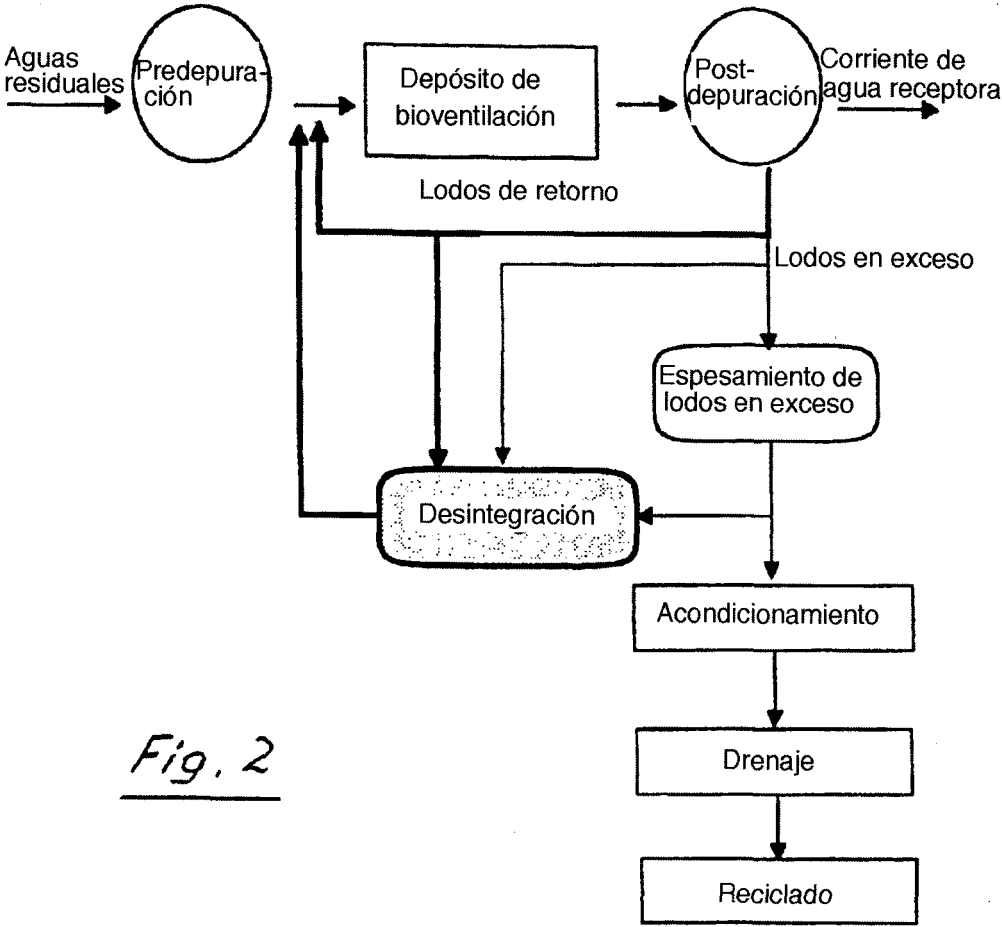 Aguas
residuales
Predepura-
ción
Depósito de
bioventilación
Post-
depuración
Corriente de
agua receptora
Lodos de retorno
Lodos en exceso
Espesamiento de
lodos en exceso
Desintegración
Acondicionamiento
Drenaje
Reciclado
Fig. 2